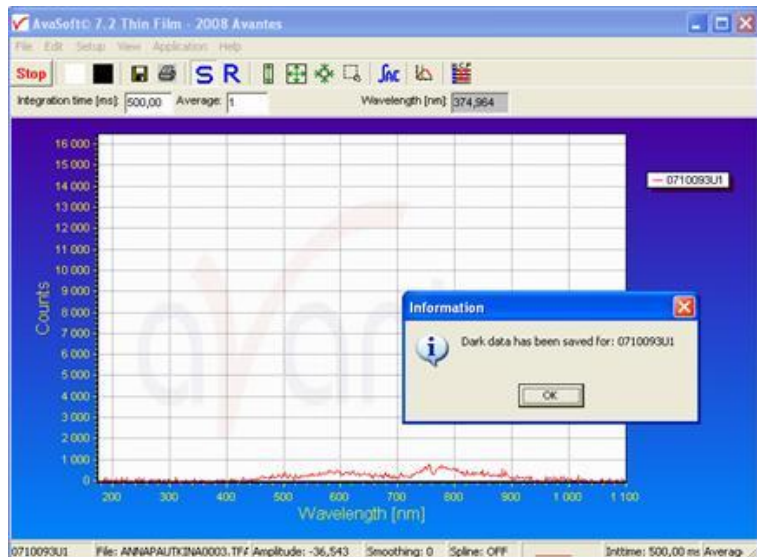 AvaSoft© 7.2 Thin Film - 2008 Avantes
File Edit Setup View Application Help
Stop S R
Integration time [ms]: 500,00 Average: 1 Wavelength [nm]: 374,964
16 000
15 000
14 000
13 000
12 000
11 000
10 000
9 000
8 000
7 000
6 000
5 000
4 000
3 000
2 000
1 000
0
Counts
0710093U1
Information
Dark data has been saved for: 0710093U1
OK
200 300 400 500 600 700 800 900 1 000 1 100
Wavelength [nm]
0710093U1 File: ANNAPAUTKINA0003.TFA Amplitude: -36,543 Smoothing: 0 Spline: OFF Inttime: 500,00 ms Averag